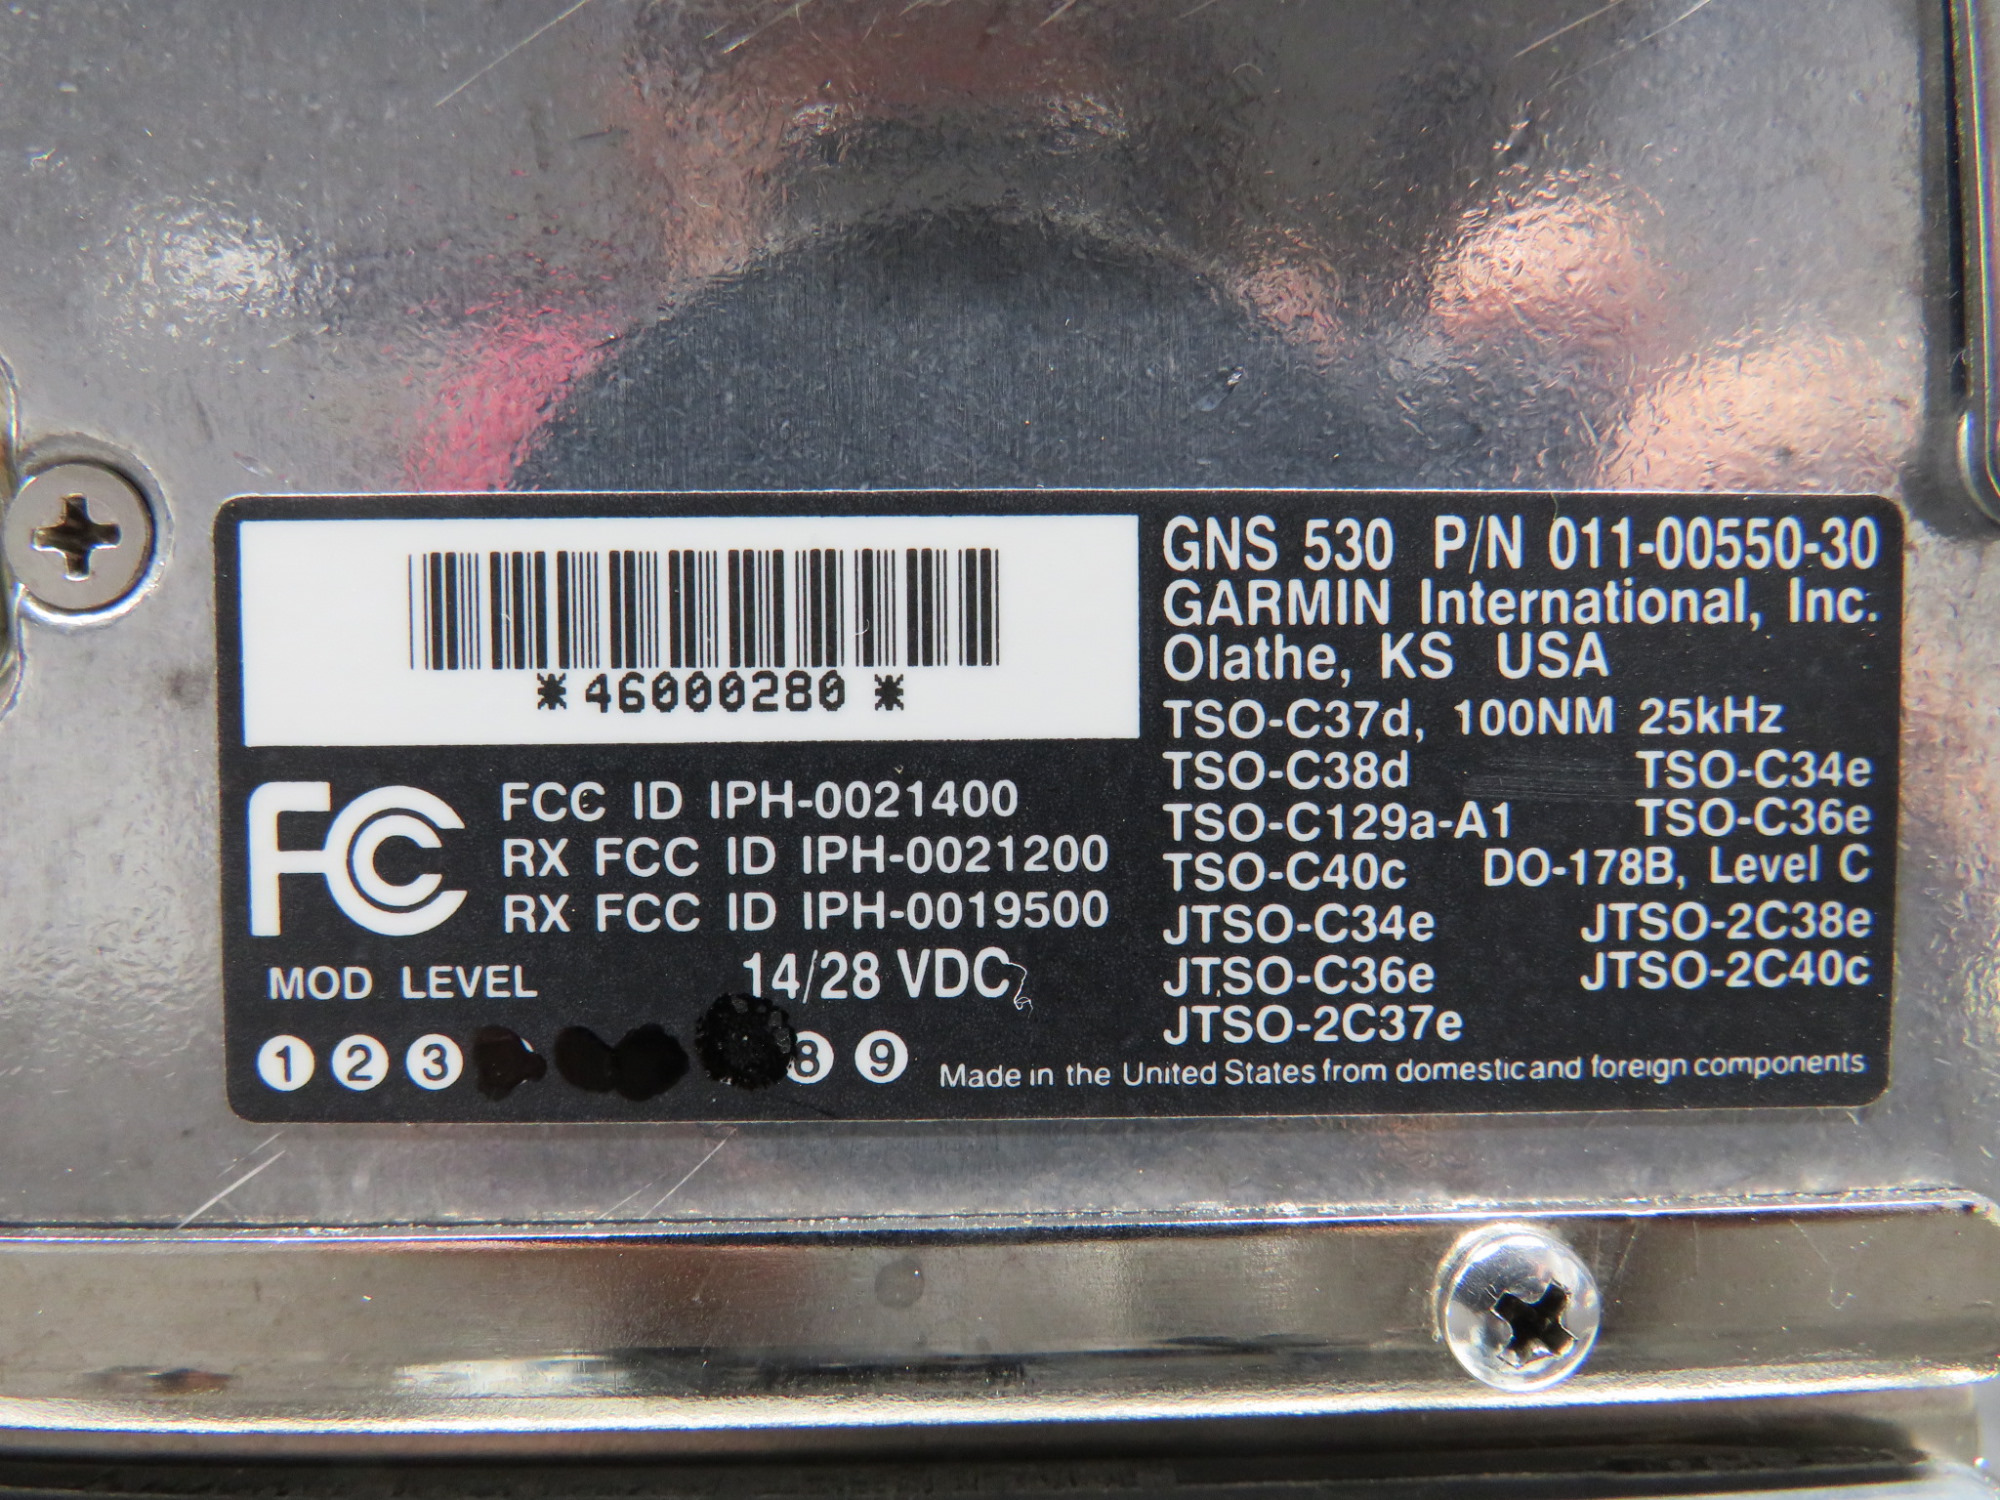 *46000280*
FC
FCC ID IPH-0021400
RX FCC ID IPH-0021200
RX FCC ID IPH-0019500
MOD LEVEL 14/28 VDC
1 2 3 8 9
GNS 530 P/N 011-00550-30
GARMIN International, Inc.
Olathe, KS USA
TSO-C37d, 100NM 25kHz
TSO-C38d TSO-C34e
TSO-C129a-A1 TSO-C36e
TSO-C40c DO-178B, Level C
JTSO-C34e JTSO-2C38e
JTSO-C36e JTSO-2C40c
JTSO-2C37e
Made in the United States from domestic and foreign components